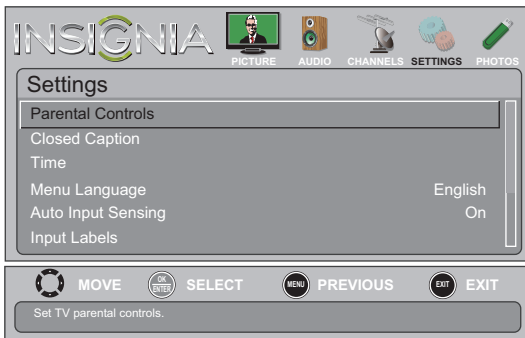 INSIGNIA
PICTURE AUDIO CHANNELS SETTINGS PHOTOS
Settings
Parental Controls
Closed Caption
Time
Menu Language English
Auto Input Sensing On
Input Labels
MOVE OK ENTER SELECT MENU PREVIOUS EXIT EXIT
Set TV parental controls.